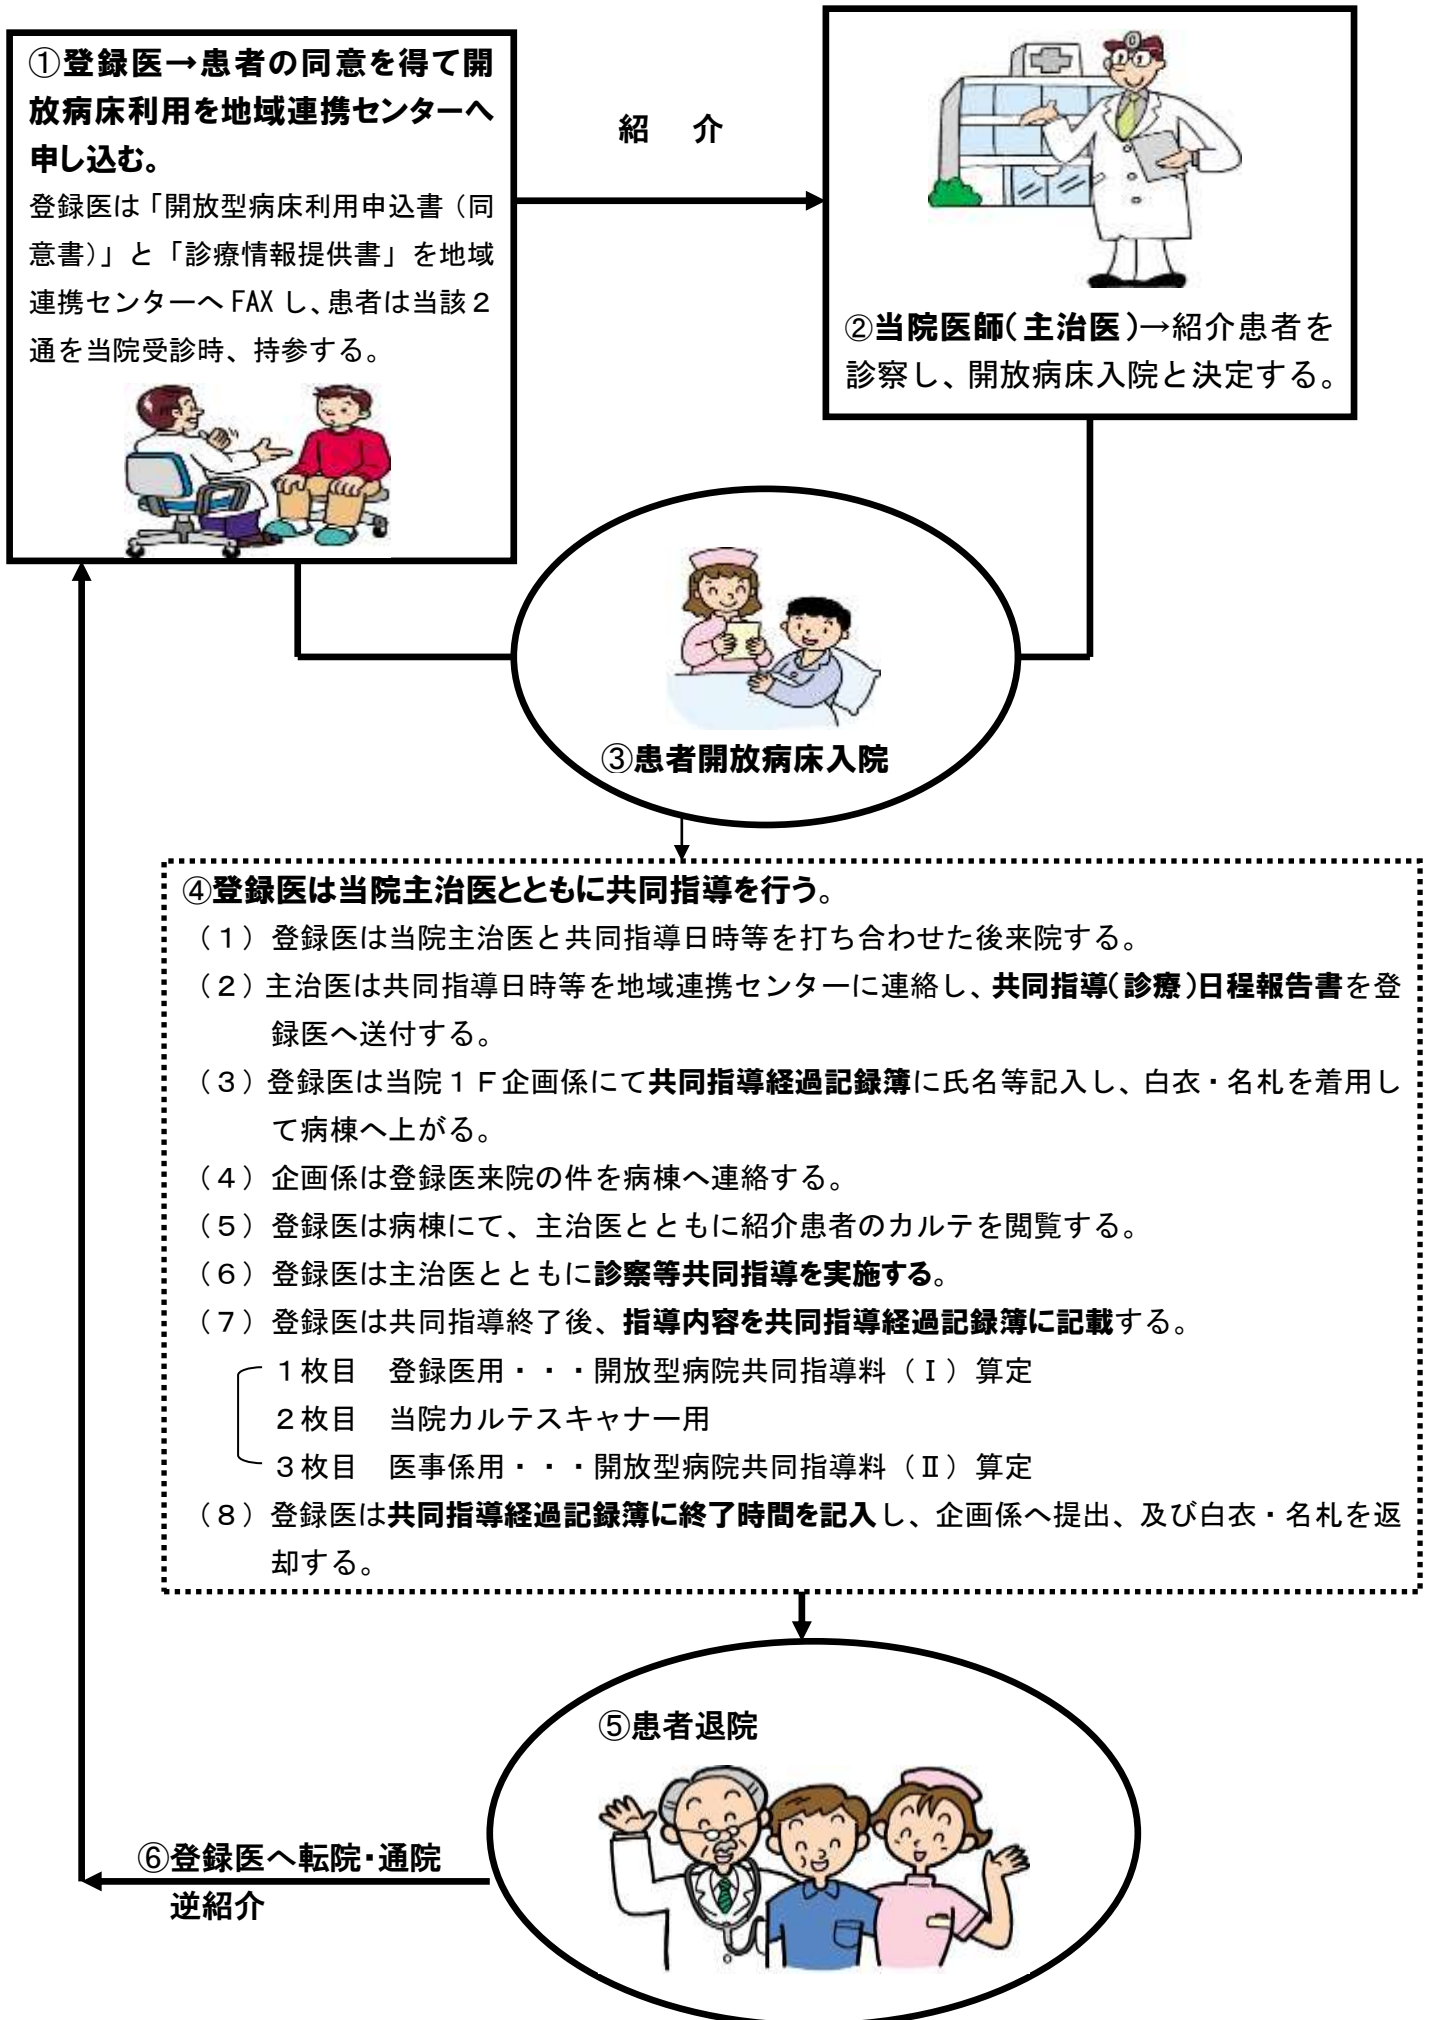 ①登録医→患者の同意を得て開
放病床利用を地域連携センターへ
申し込む。
登録医は「開放型病床利用申込書（同
意書）」と「診療情報提供書」を地域
連携センターへ FAX し、患者は当該２
通を当院受診時、持参する。
紹　介
②当院医師（主治医）→紹介患者を
診察し、開放病床入院と決定する。
③患者開放病床入院
④登録医は当院主治医とともに共同指導を行う。
（１）登録医は当院主治医と共同指導日時等を打ち合わせた後来院する。
（２）主治医は共同指導日時等を地域連携センターに連絡し、共同指導（診療）日程報告書を登
録医へ送付する。
（３）登録医は当院１Ｆ企画係にて共同指導経過記録簿に氏名等記入し、白衣・名札を着用し
て病棟へ上がる。
（４）企画係は登録医来院の件を病棟へ連絡する。
（５）登録医は病棟にて、主治医とともに紹介患者のカルテを閲覧する。
（６）登録医は主治医とともに診察等共同指導を実施する。
（７）登録医は共同指導終了後、指導内容を共同指導経過記録簿に記載する。
１枚目　登録医用・・・開放型病院共同指導料（Ⅰ）算定
２枚目　当院カルテスキャナー用
３枚目　医事係用・・・開放型病院共同指導料（Ⅱ）算定
（８）登録医は共同指導経過記録簿に終了時間を記入し、企画係へ提出、及び白衣・名札を返
却する。
⑤患者退院
⑥登録医へ転院・通院
逆紹介